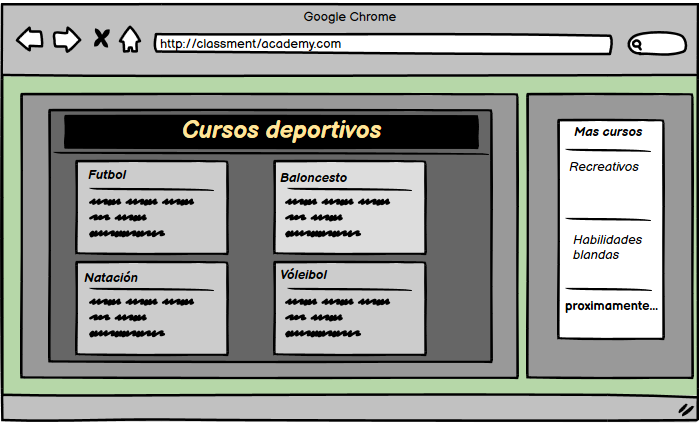 Google Chrome
http://classment/academy.com
Cursos deportivos
Futbol
Baloncesto
Natación
Vóleibol
Mas cursos
Recreativos
Habilidades
blandas
proximamente...